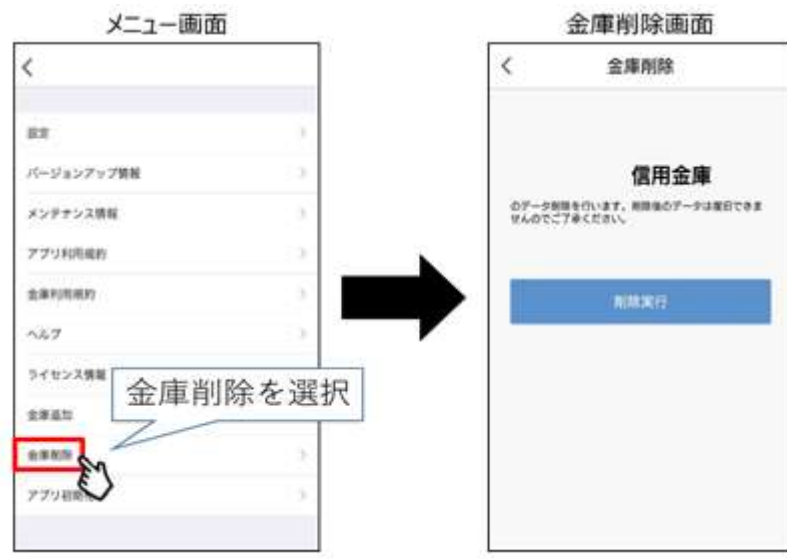 メニュー画面
設定
バージョンアップ情報
メンテナンス情報
アプリ利用規約
金庫利用規約
ヘルプ
ライセンス情報
金庫追加
金庫削除
アプリ初期
金庫削除を選択
金庫削除画面
金庫削除
信用金庫
のデータ削除を行います。削除後のデータは復旧できま
せんのでご了承ください。
削除実行